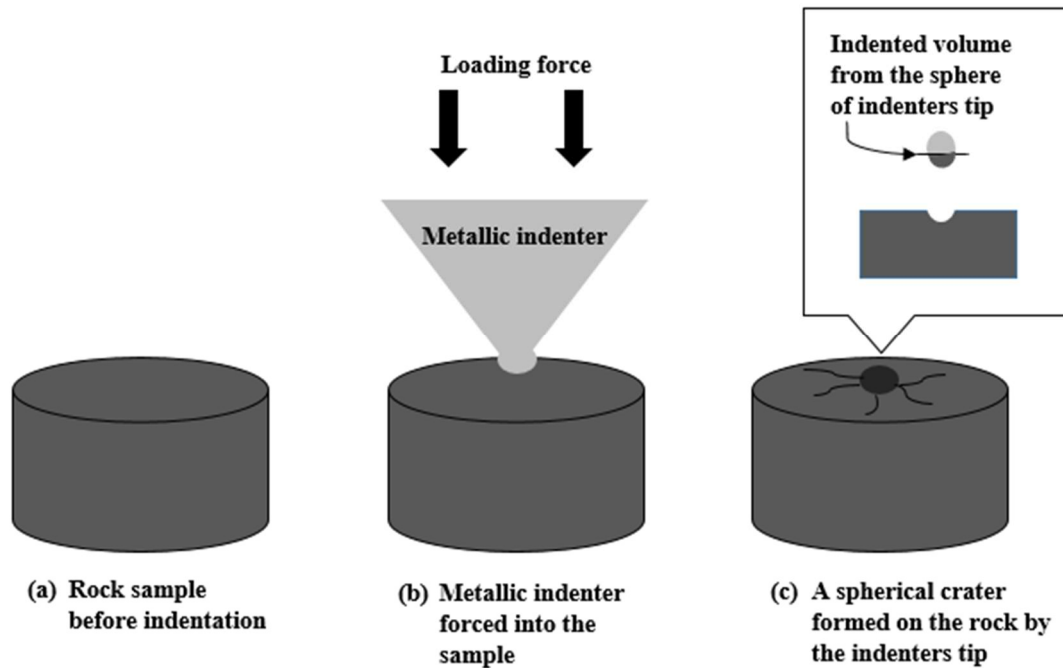 Loading force
Metallic indenter
Indented volume
from the sphere
of indenters tip
(a) Rock sample
before indentation
(b) Metallic indenter
forced into the
sample
(c) A spherical crater
formed on the rock by
the indenters tip